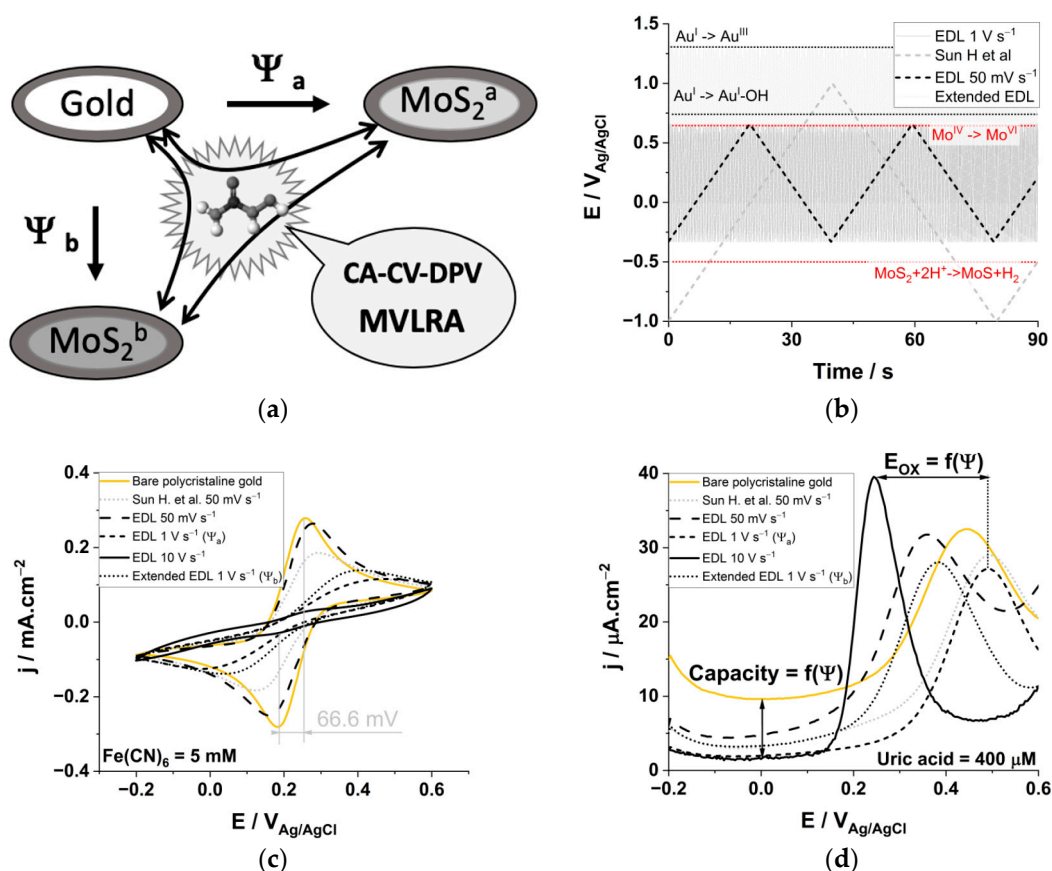 Gold
Ψ a
MoS₂ᵃ
Ψ b
MoS₂ᵇ
CA-CV-DPV
MVLRA
(a)
1.5
1.0
0.5
0.0
−0.5
−1.0
E / V_Ag/AgCl
0
30
60
90
Time / s
Auᴵ -> Auᴵᴵᴵ
Auᴵ -> Auᴵ-OH
EDL 1 V s⁻¹
Sun H et al
EDL 50 mV s⁻¹
Extended EDL
Moᴵⱽ -> Moⱽᴵ
MoS₂+2H⁺->MoS+H₂
(b)
0.4
0.2
0.0
−0.2
−0.4
j / mA.cm⁻²
Bare polycristaline gold
Sun H. et al. 50 mV s⁻¹
EDL 50 mV s⁻¹
EDL 1 V s⁻¹ (Ψₐ)
EDL 10 V s⁻¹
Extended EDL 1 V s⁻¹ (Ψ_b)
66.6 mV
Fe(CN)₆ = 5 mM
−0.2
0.0
0.2
0.4
0.6
E / V_Ag/AgCl
(c)
40
30
20
10
0
j / μA.cm⁻²
Bare polycristaline gold
Sun H. et al. 50 mV s⁻¹
EDL 50 mV s⁻¹
EDL 1 V s⁻¹ (Ψₐ)
EDL 10 V s⁻¹
Extended EDL 1 V s⁻¹ (Ψ_b)
E_OX = f(Ψ)
Capacity = f(Ψ)
Uric acid = 400 μM
−0.2
0.0
0.2
0.4
0.6
E / V_Ag/AgCl
(d)